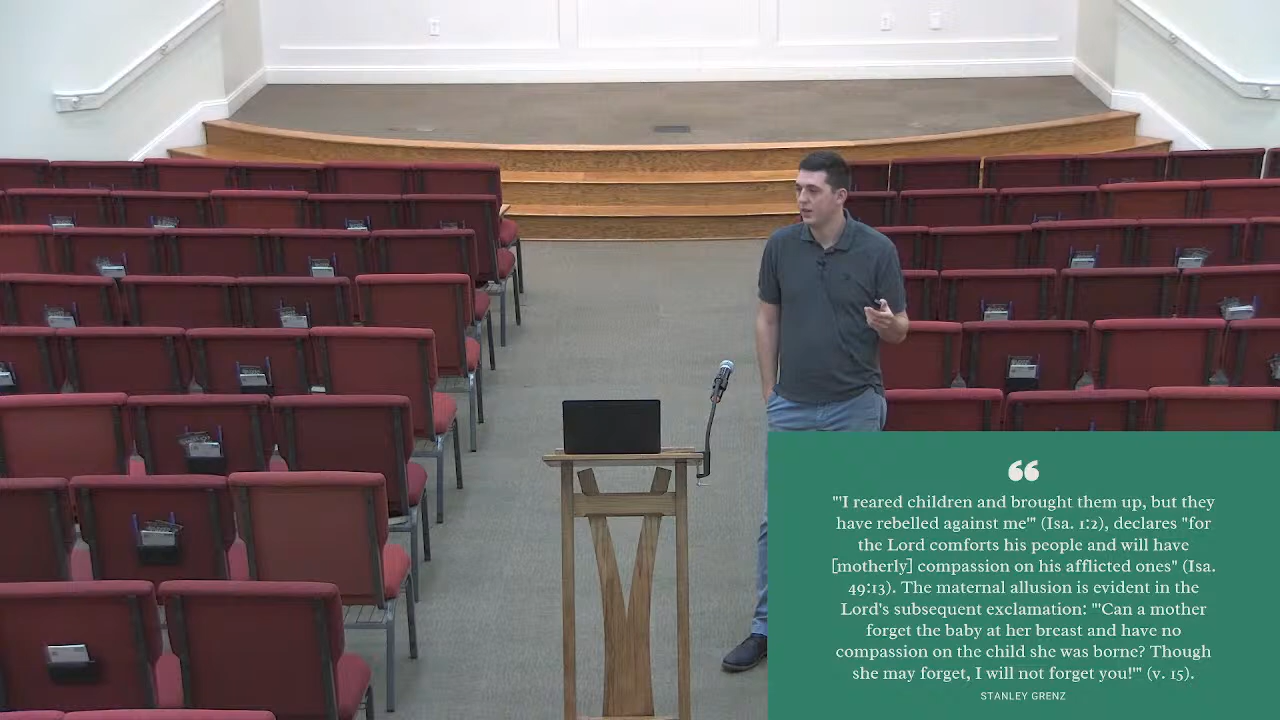 ❝
"'I reared children and brought them up, but they
have rebelled against me'" (Isa. 1:2), declares "for
the Lord comforts his people and will have
[motherly] compassion on his afflicted ones" (Isa.
49:13). The maternal allusion is evident in the
Lord's subsequent exclamation: "'Can a mother
forget the baby at her breast and have no
compassion on the child she was borne? Though
she may forget, I will not forget you!'" (v. 15).
STANLEY GRENZ